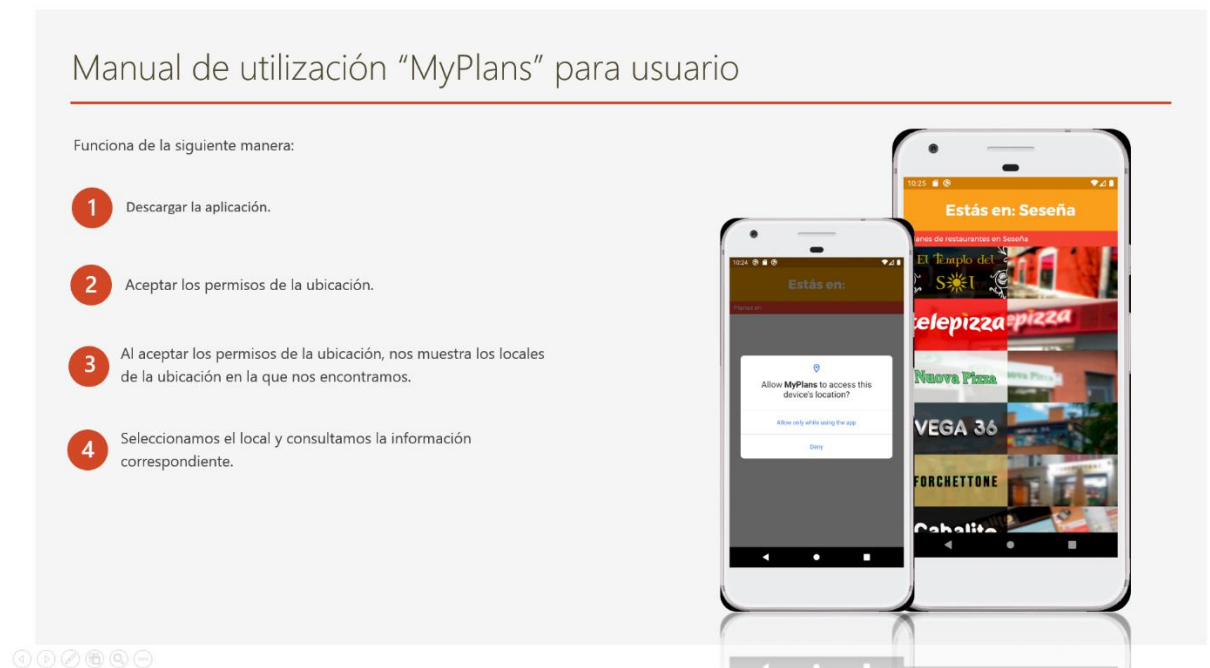 Manual de utilización “MyPlans” para usuario
Funciona de la siguiente manera:
1
Descargar la aplicación.
2
Aceptar los permisos de la ubicación.
3
Al aceptar los permisos de la ubicación, nos muestra los locales
de la ubicación en la que nos encontramos.
4
Seleccionamos el local y consultamos la información
correspondiente.
10:24
Estás en:
Planes en
Allow MyPlans to access this
device's location?
Allow only while using the app
Deny
10:25
Estás en: Seseña
anes de restaurantes en Seseña
El Templo del
Sol
telepizza
epizza
Nuova Pizza
VEGA 36
FORCHETTONE
Caballito